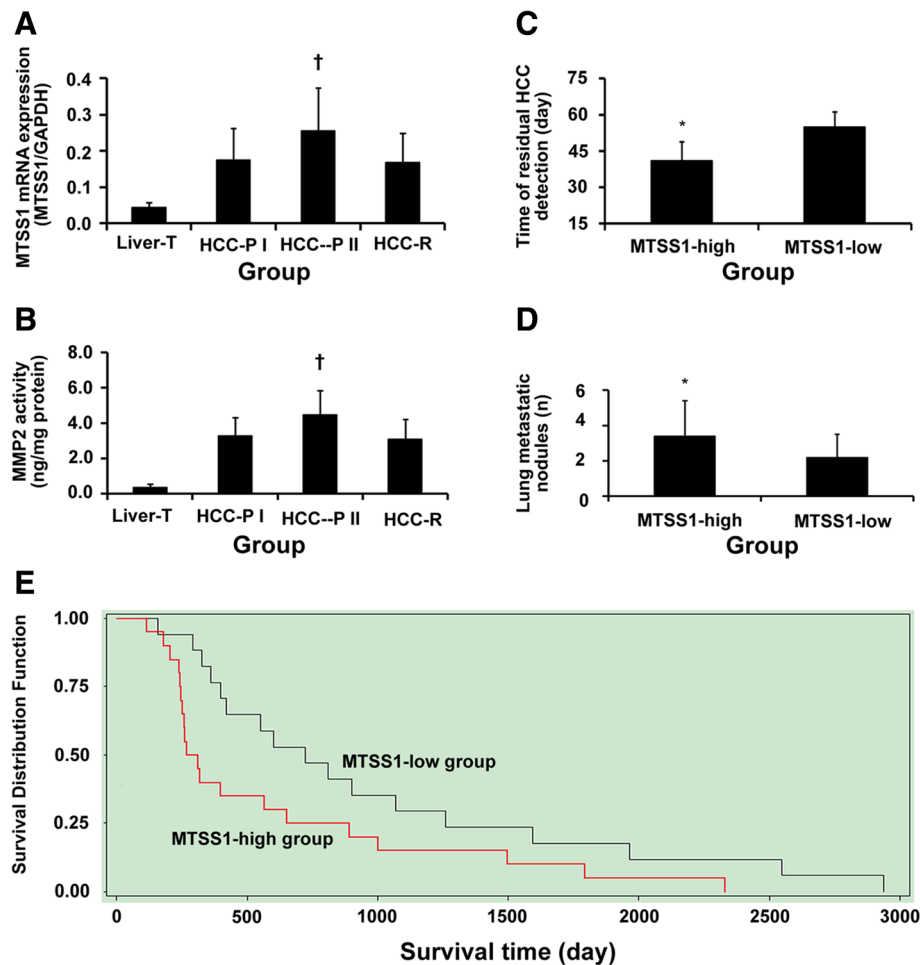 A
MTSS1 mRNA expression
(MTSS1/GAPDH)
0.4
0.3
0.2
0.1
0.0
†
Liver-T HCC-P I HCC--P II HCC-R
Group
B
MMP2 activity
(ng/mg protein)
8.0
6.0
4.0
2.0
0.0
†
Liver-T HCC-P I HCC--P II HCC-R
Group
C
Time of residual HCC
detection (day)
75
60
45
30
15
*
MTSS1-high MTSS1-low
Group
D
Lung metastatic
nodules (n)
6
4
2
0
*
MTSS1-high MTSS1-low
Group
E
Survival Distribution Function
1.00
0.75
0.50
0.25
0.00
MTSS1-low group
MTSS1-high group
0 500 1000 1500 2000 2500 3000
Survival time (day)